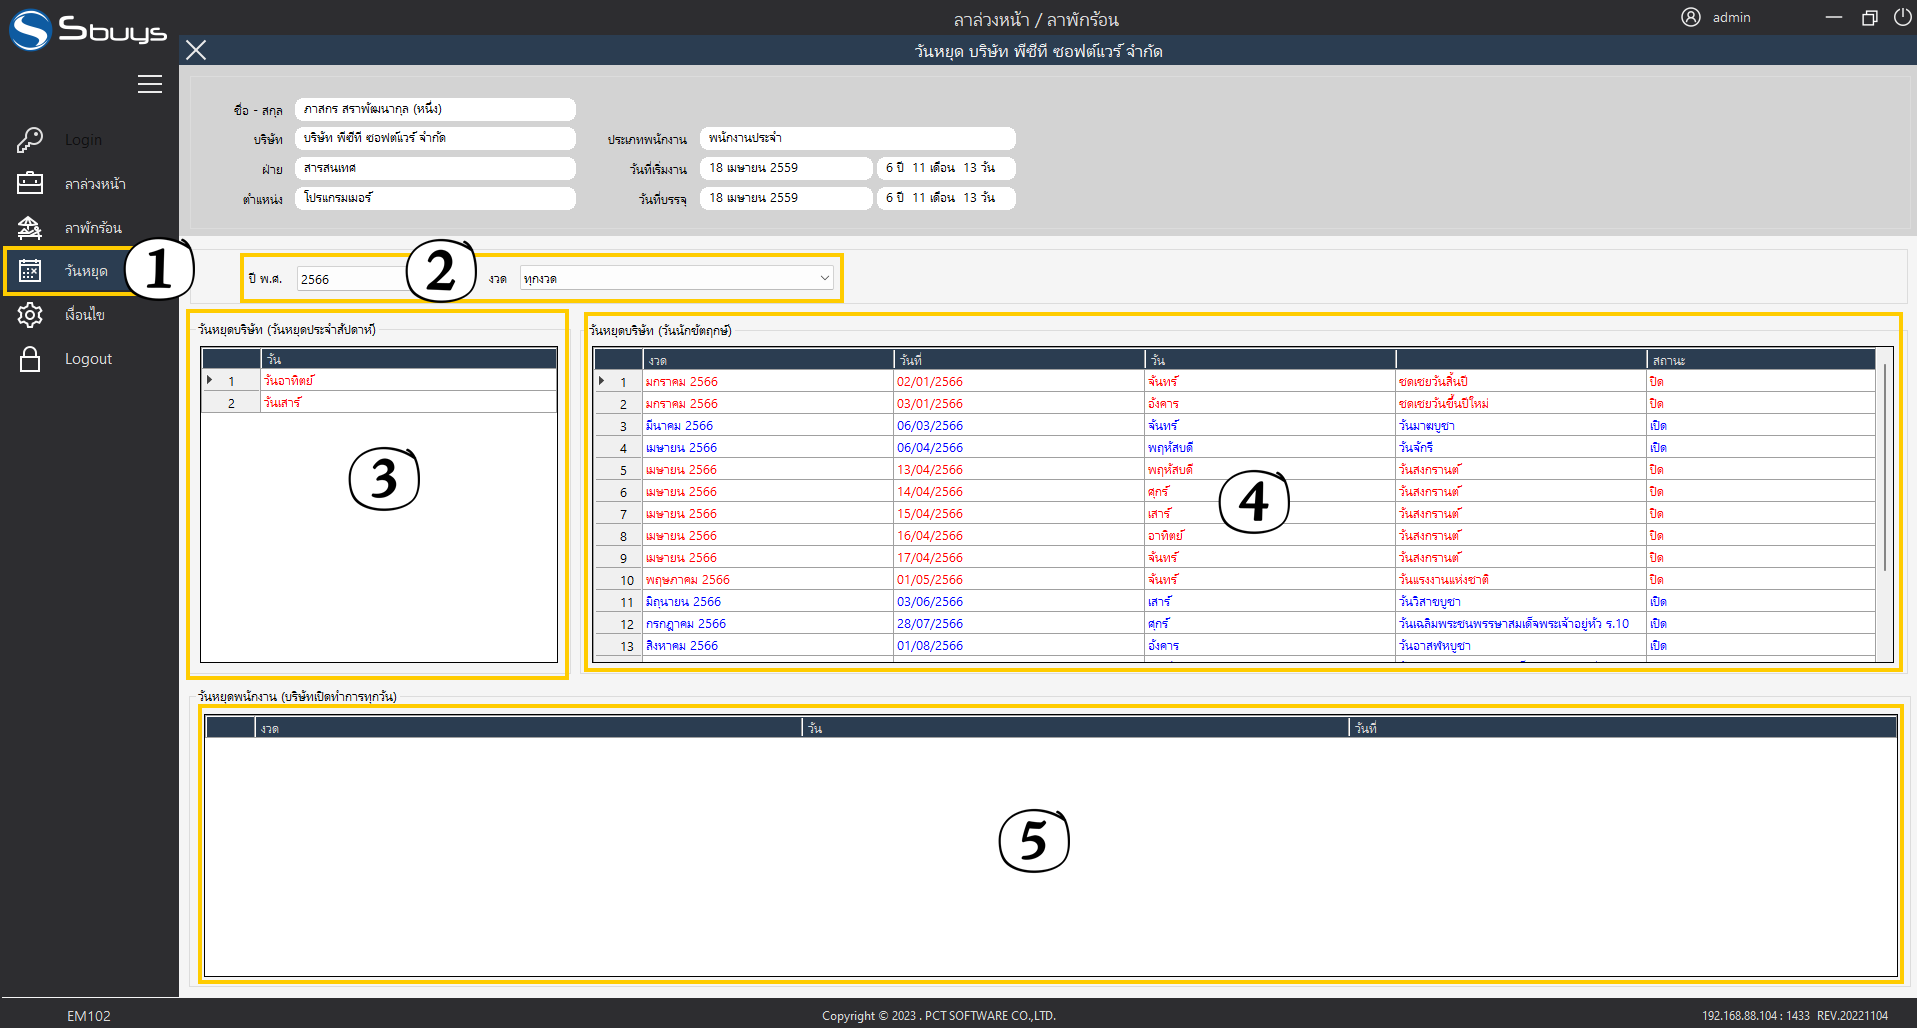 Sbuys
ลาล่วงหน้า / ลาพักร้อน
admin
วันหยุด บริษัท พีซีที ซอฟต์แวร์ จำกัด
Login
ลาล่วงหน้า
ลาพักร้อน
วันหยุด
เงื่อนไข
Logout
ชื่อ - สกุล ภาสกร สราพัฒนากุล (หนึ่ง)
บริษัท บริษัท พีซีที ซอฟต์แวร์ จำกัด ประเภทพนักงาน พนักงานประจำ
ฝ่าย สารสนเทศ วันที่เริ่มงาน 18 เมษายน 2559 6 ปี 11 เดือน 13 วัน
ตำแหน่ง โปรแกรมเมอร์ วันที่บรรจุ 18 เมษายน 2559 6 ปี 11 เดือน 13 วัน
1
ปี พ.ศ. 2566 2 งวด ทุกงวด
วันหยุดบริษัท (วันหยุดประจำสัปดาห์)
วัน
1 วันอาทิตย์
2 วันเสาร์
3
วันหยุดบริษัท (วันนักขัตฤกษ์)
งวด วันที่ วัน สถานะ
1 มกราคม 2566 02/01/2566 จันทร์ ชดเชยวันสิ้นปี ปิด
2 มกราคม 2566 03/01/2566 อังคาร ชดเชยวันขึ้นปีใหม่ ปิด
3 มีนาคม 2566 06/03/2566 จันทร์ วันมาฆบูชา เปิด
4 เมษายน 2566 06/04/2566 พฤหัสบดี วันจักรี เปิด
5 เมษายน 2566 13/04/2566 พฤหัสบดี วันสงกรานต์ ปิด
6 เมษายน 2566 14/04/2566 ศุกร์ วันสงกรานต์ ปิด
7 เมษายน 2566 15/04/2566 เสาร์ วันสงกรานต์ ปิด
8 เมษายน 2566 16/04/2566 อาทิตย์ วันสงกรานต์ ปิด
9 เมษายน 2566 17/04/2566 จันทร์ วันสงกรานต์ ปิด
10 พฤษภาคม 2566 01/05/2566 จันทร์ วันแรงงานแห่งชาติ ปิด
11 มิถุนายน 2566 03/06/2566 เสาร์ วันวิสาขบูชา เปิด
12 กรกฎาคม 2566 28/07/2566 ศุกร์ วันเฉลิมพระชนพรรษาสมเด็จพระเจ้าอยู่หัว ร.10 เปิด
13 สิงหาคม 2566 01/08/2566 อังคาร วันอาสฬหบูชา เปิด
4
วันหยุดพนักงาน (บริษัทเปิดทำการทุกวัน)
งวด วัน วันที่
5
EM102
Copyright © 2023 . PCT SOFTWARE CO.,LTD.
192.168.88.104 : 1433 REV.20221104